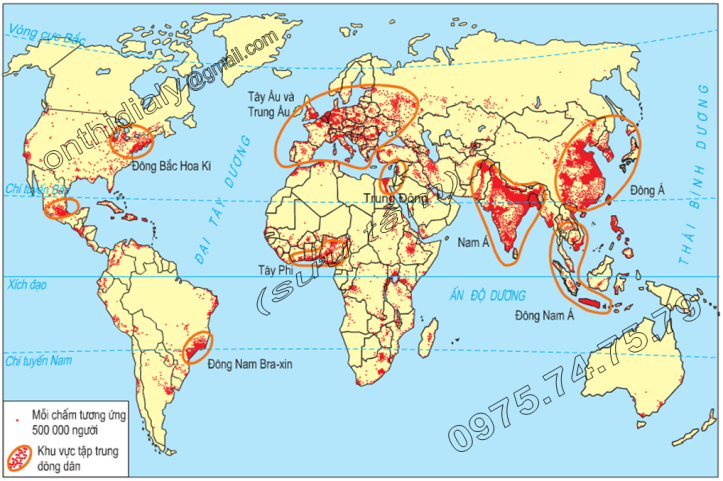 Vòng cực Bắc
onthidialy@gmail.com
Tây Âu và
Trung Âu
Đông Bắc Hoa Kì
ĐẠI TÂY DƯƠNG
THÁI BÌNH DƯƠNG
Chí tuyến Bắc
Trung Đông
Đông Á
Nam Á
(sưu tầm)
Tây Phi
Xích đạo
ẤN ĐỘ DƯƠNG
Đông Nam Á
Chí tuyến Nam
Đông Nam Bra-xin
0975.74.75.79
Mỗi chấm tương ứng
500 000 người
Khu vực tập trung
đông dân